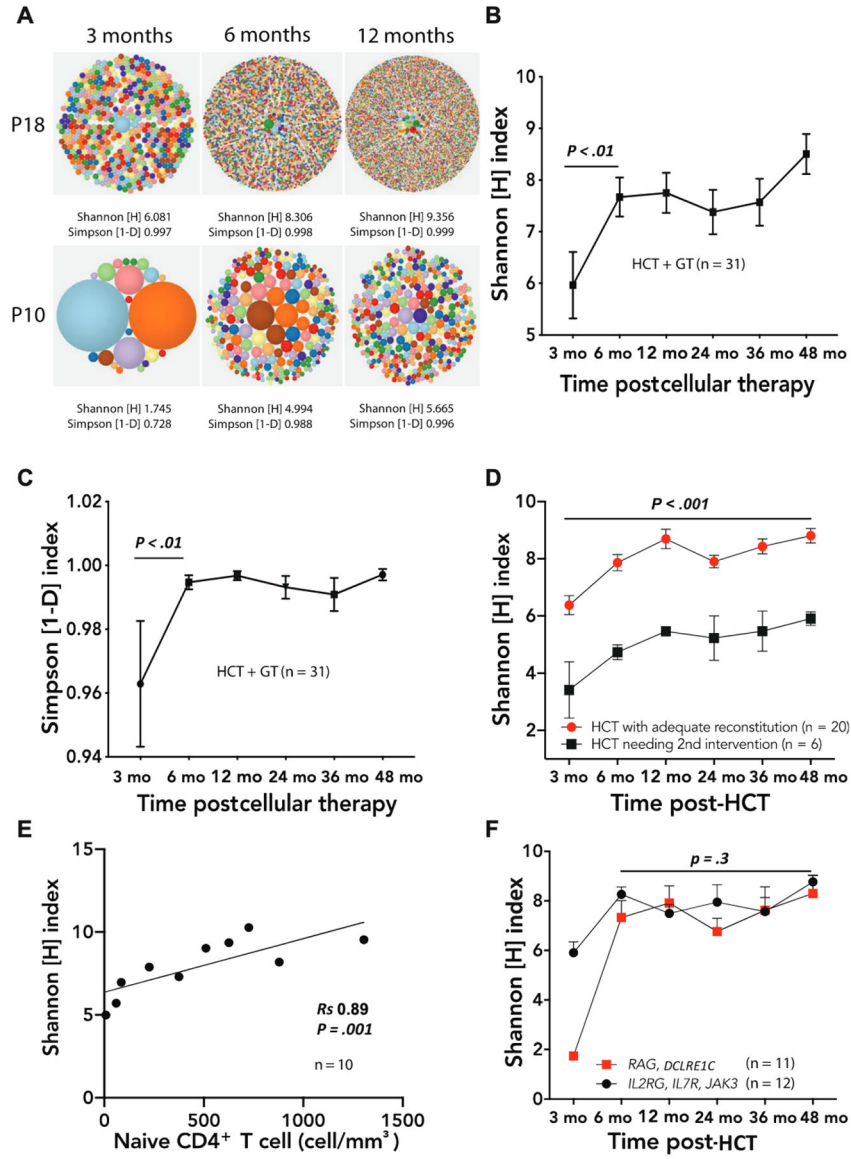 A
3 months 6 months 12 months
P18
Shannon [H] 6.081 Shannon [H] 8.306 Shannon [H] 9.356
Simpson [1-D] 0.997 Simpson [1-D] 0.998 Simpson [1-D] 0.999
P10
Shannon [H] 1.745 Shannon [H] 4.994 Shannon [H] 5.665
Simpson [1-D] 0.728 Simpson [1-D] 0.988 Simpson [1-D] 0.996
B
Shannon [H] index
10
9
8
7
6
5
P < .01
HCT + GT (n = 31)
3 mo 6 mo 12 mo 24 mo 36 mo 48 mo
Time postcellular therapy
C
Simpson [1-D] index
1.02
1.00
0.98
0.96
0.94
P < .01
HCT + GT (n = 31)
3 mo 6 mo 12 mo 24 mo 36 mo 48 mo
Time postcellular therapy
D
Shannon [H] index
10
8
6
4
2
P < .001
HCT with adequate reconstitution (n = 20)
HCT needing 2nd intervention (n = 6)
3 mo 6 mo 12 mo 24 mo 36 mo 48 mo
Time post-HCT
E
Shannon [H] index
15
10
5
0
Rs 0.89
P = .001
n = 10
0 500 1000 1500
Naive CD4⁺ T cell (cell/mm³)
F
Shannon [H] index
10
8
6
4
2
0
p = .3
RAG, DCLRE1C (n = 11)
IL2RG, IL7R, JAK3 (n = 12)
3 mo 6 mo 12 mo 24 mo 36 mo 48 mo
Time post-HCT